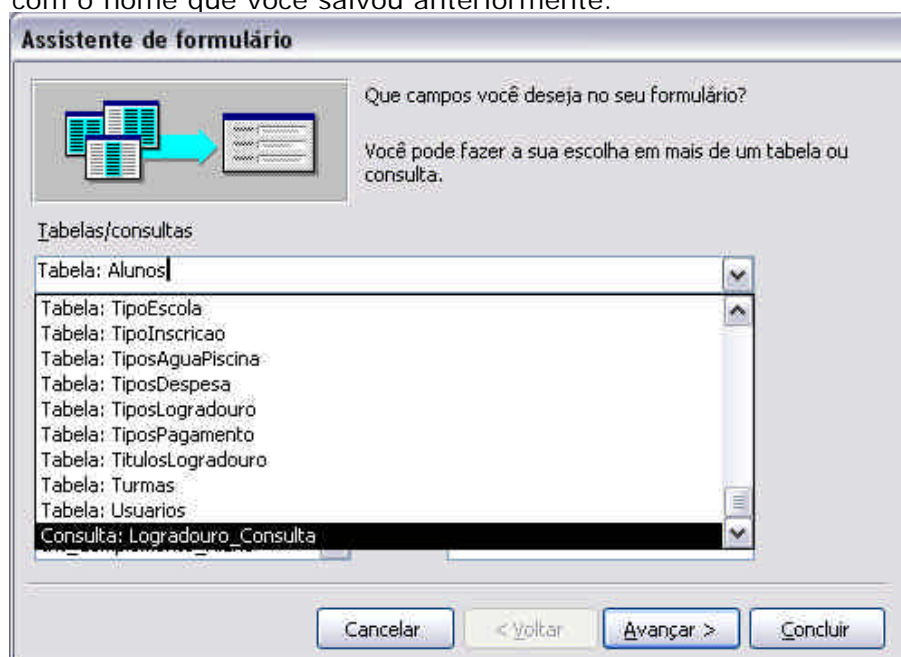 com o nome que você salvou anteriormente.
Assistente de formulário
Que campos você deseja no seu formulário?
Você pode fazer a sua escolha em mais de um tabela ou
consulta.
Tabelas/consultas
Tabela: Alunos
Tabela: TipoEscola
Tabela: TipoInscricao
Tabela: TiposAguaPiscina
Tabela: TiposDespesa
Tabela: TiposLogradouro
Tabela: TiposPagamento
Tabela: TitulosLogradouro
Tabela: Turmas
Tabela: Usuarios
Consulta: Logradouro_Consulta
Cancelar
< Voltar
Avançar >
Concluir